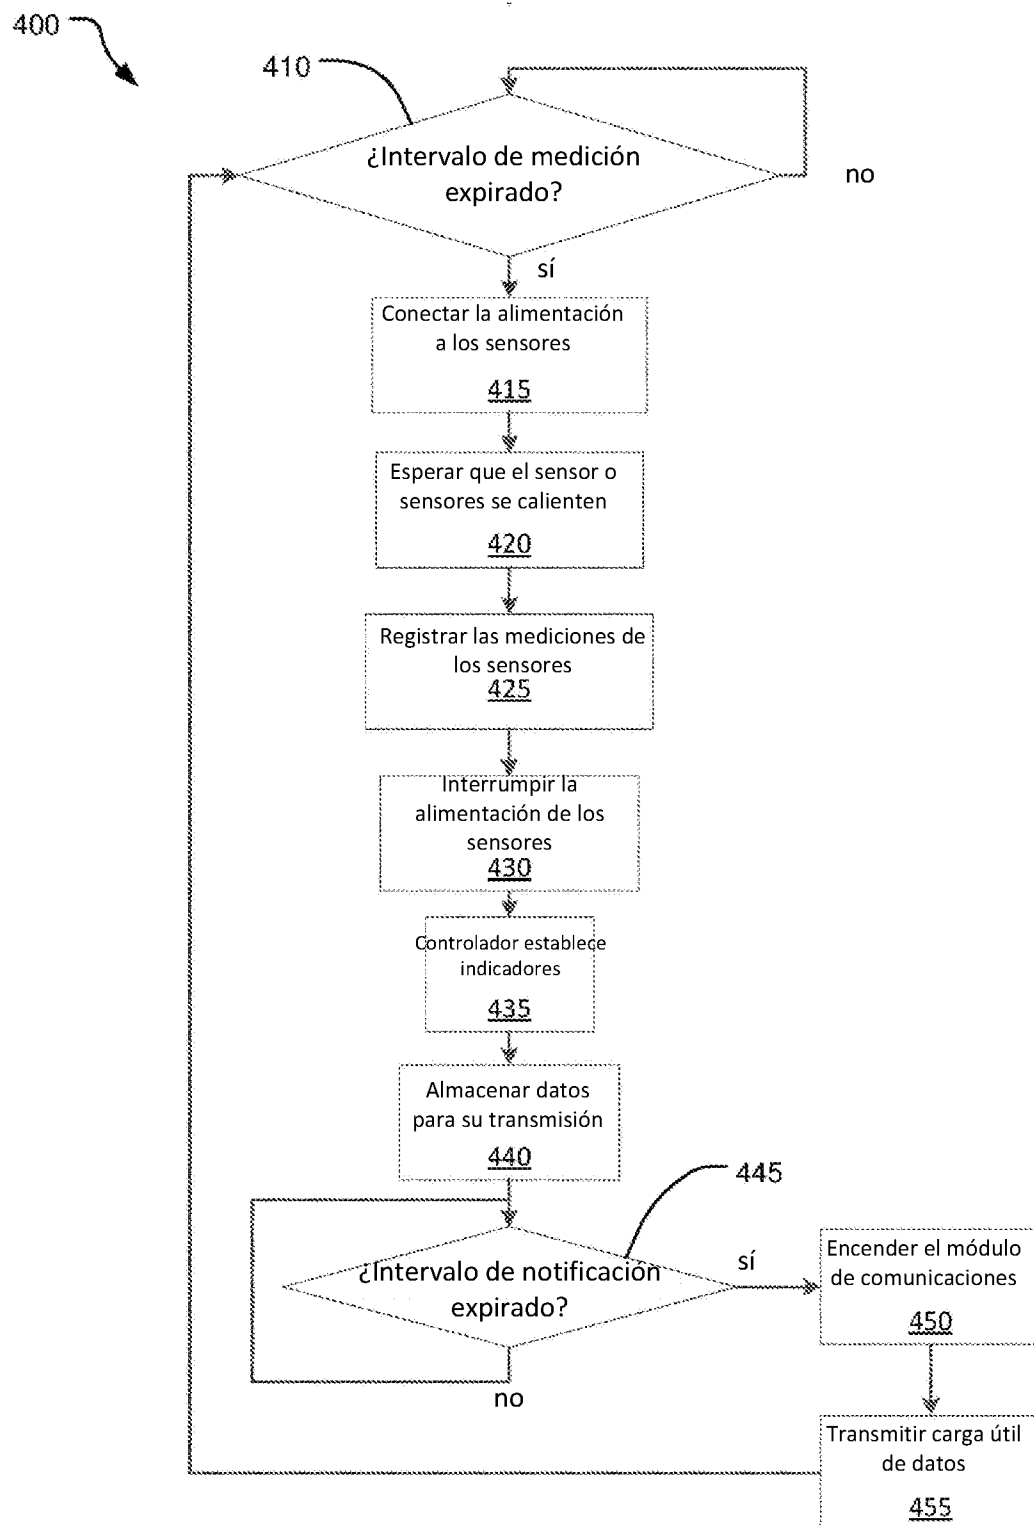 400
410
¿Intervalo de medición
expirado?
no
sí
Conectar la alimentación
a los sensores
415
Esperar que el sensor o
sensores se calienten
420
Registrar las mediciones de
los sensores
425
Interrumpir la
alimentación de los
sensores
430
Controlador establece
indicadores
435
Almacenar datos
para su transmisión
440
445
¿Intervalo de notificación
expirado?
sí
no
Encender el módulo
de comunicaciones
450
Transmitir carga útil
de datos
455